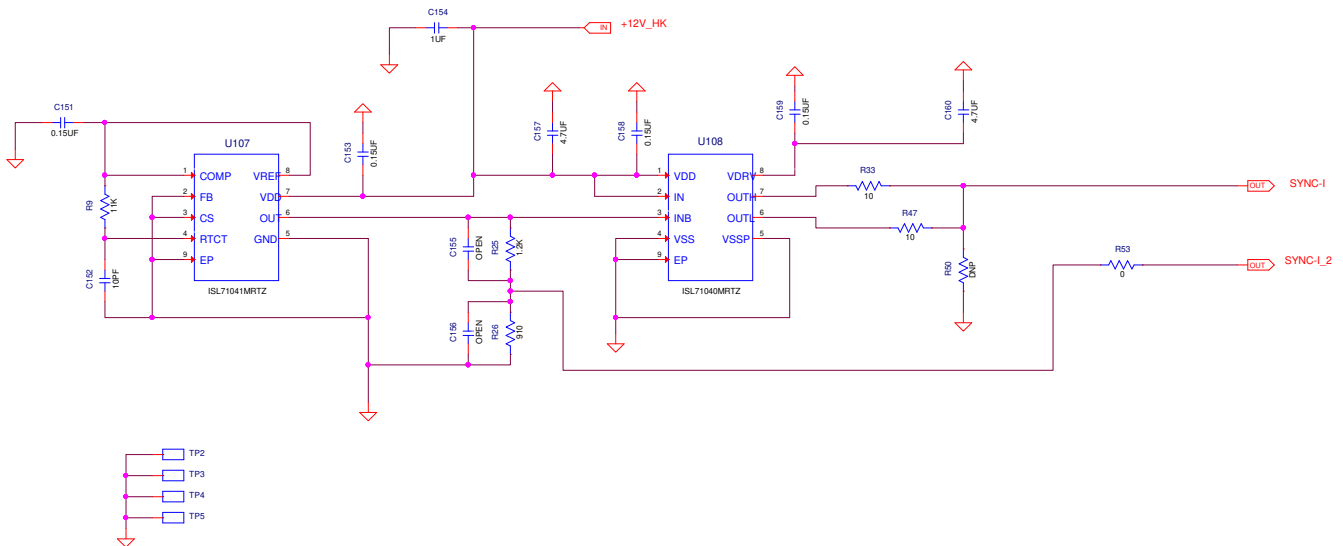 C154
1UF
IN
+12V_HK
C151
0.15UF
C153
0.15UF
C157
4.7UF
C158
0.15UF
C159
0.15UF
C160
4.7UF
U107
1 COMP VREF 8
2 FB VDD 7
3 CS OUT 6
4 RTCT GND 5
9 EP
ISL71041MRTZ
R9
11K
C152
10PF
C155
OPEN
R25
1.2K
C156
OPEN
R26
910
U108
1 VDD VDRV 8
2 IN OUTH 7
3 INB OUTL 6
4 VSS VSSP 5
9 EP
ISL71040MRTZ
R33
10
R47
10
R50
DNP
R53
0
OUT
SYNC-I
OUT
SYNC-I_2
TP2
TP3
TP4
TP5